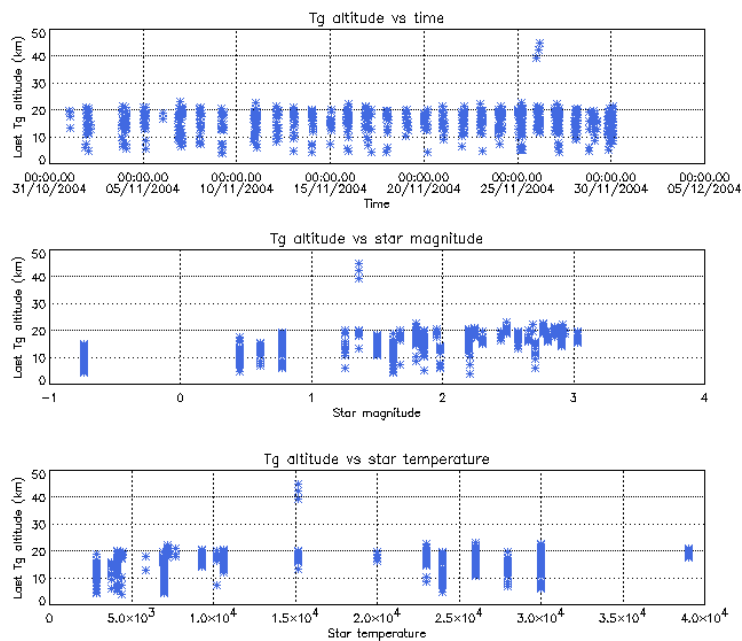 Tg altitude vs time
Last Tg altitude (km)
50
40
30
20
10
0
00:00.00 00:00.00 00:00.00 00:00.00 00:00.00 00:00.00 00:00.00 00:00.00
31/10/2004 05/11/2004 10/11/2004 15/11/2004 20/11/2004 25/11/2004 30/11/2004 05/12/2004
Time
Tg altitude vs star magnitude
Last Tg altitude (km)
50
40
30
20
10
0
-1 0 1 2 3 4
Star magnitude
Tg altitude vs star temperature
Last Tg altitude (km)
50
40
30
20
10
0
0 5.0×10³ 1.0×10⁴ 1.5×10⁴ 2.0×10⁴ 2.5×10⁴ 3.0×10⁴ 3.5×10⁴ 4.0×10⁴
Star temperature